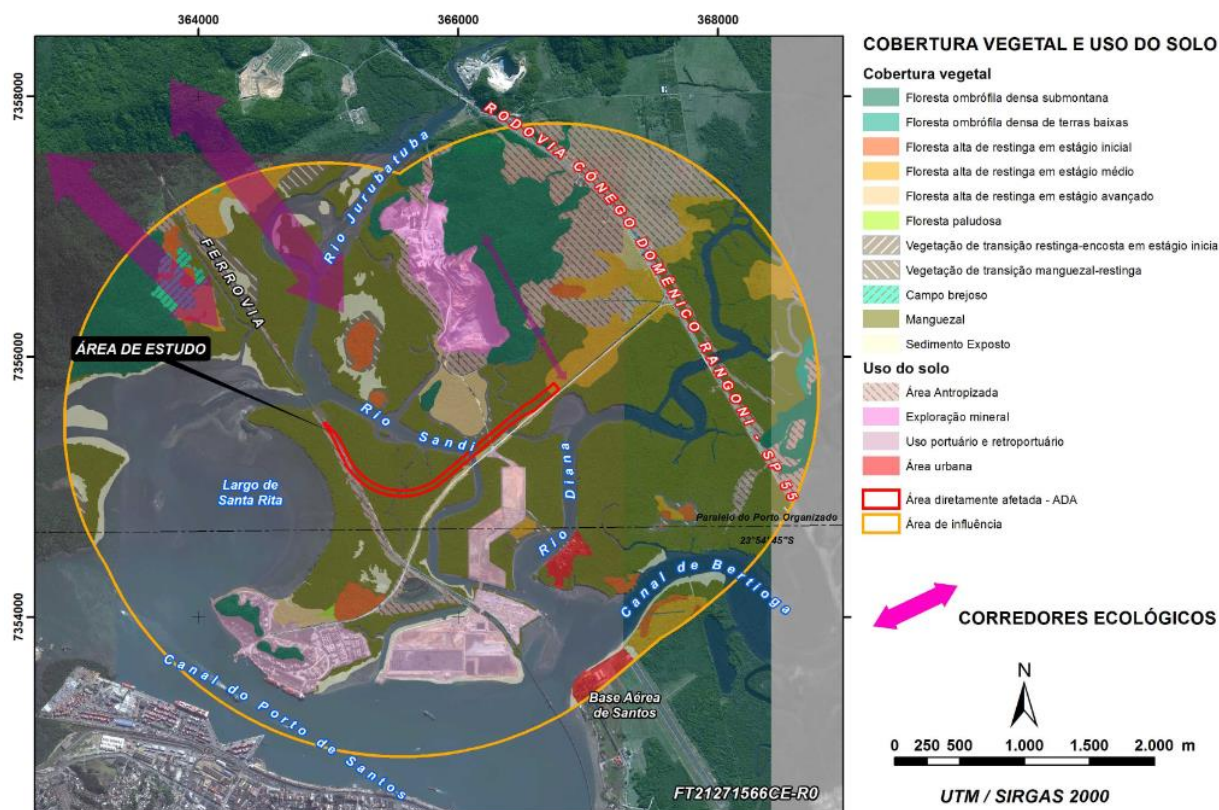 364000
366000
368000
7358000
7356000
7354000
RODOVIA CÔNEGO DOMÊNICO RANGONI - SP 55
Rio Jurubatuba
FERROVIA
ÁREA DE ESTUDO
Rio Sandi
Rio Diana
Largo de
Santa Rita
Paralelo do Porto Organizado
23°54'45"S
Canal de Bertioga
Canal do Porto de Santos
Base Aérea
de Santos
FT21271566CE-R0
COBERTURA VEGETAL E USO DO SOLO
Cobertura vegetal
Floresta ombrófila densa submontana
Floresta ombrófila densa de terras baixas
Floresta alta de restinga em estágio inicial
Floresta alta de restinga em estágio médio
Floresta alta de restinga em estágio avançado
Floresta paludosa
Vegetação de transição restinga-encosta em estágio inicia
Vegetação de transição manguezal-restinga
Campo brejoso
Manguezal
Sedimento Exposto
Uso do solo
Área Antropizada
Exploração mineral
Uso portuário e retroportuário
Área urbana
Área diretamente afetada - ADA
Área de influência
CORREDORES ECOLÓGICOS
N
0 250 500 1.000 1.500 2.000 m
UTM / SIRGAS 2000